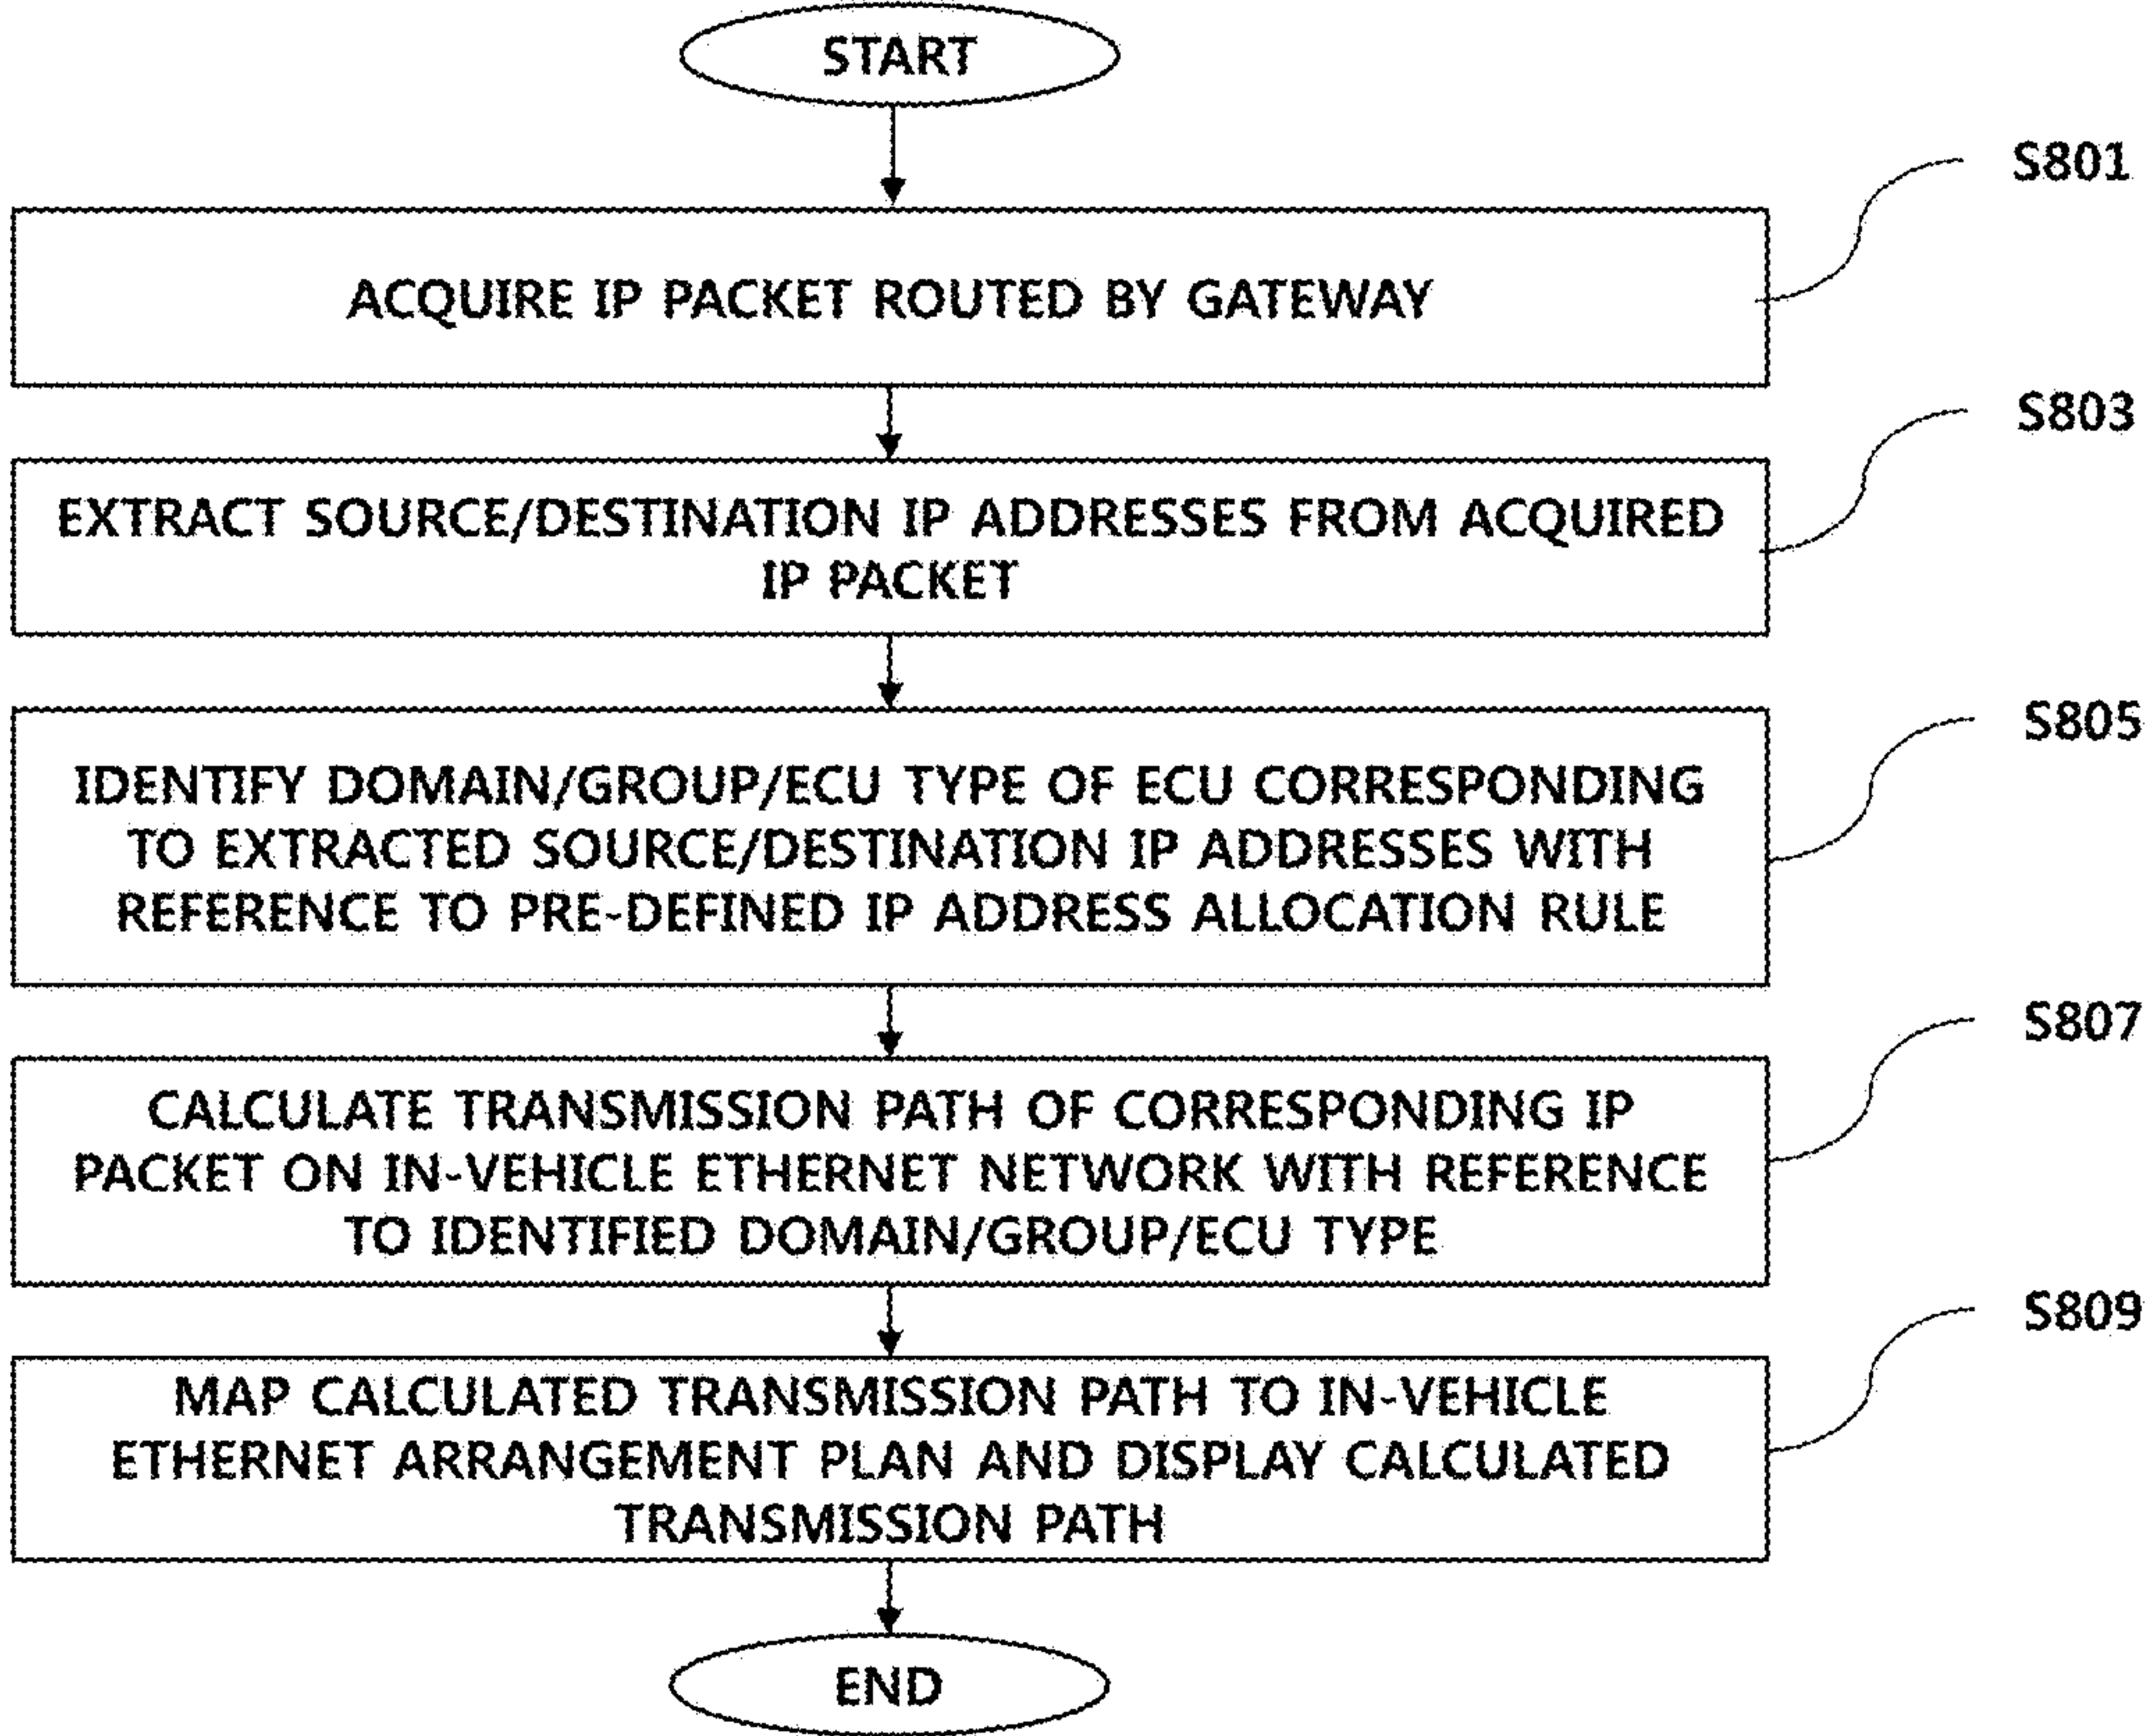 START
S801
ACQUIRE IP PACKET ROUTED BY GATEWAY
S803
EXTRACT SOURCE/DESTINATION IP ADDRESSES FROM ACQUIRED
IP PACKET
S805
IDENTIFY DOMAIN/GROUP/ECU TYPE OF ECU CORRESPONDING
TO EXTRACTED SOURCE/DESTINATION IP ADDRESSES WITH
REFERENCE TO PRE-DEFINED IP ADDRESS ALLOCATION RULE
S807
CALCULATE TRANSMISSION PATH OF CORRESPONDING IP
PACKET ON IN-VEHICLE ETHERNET NETWORK WITH REFERENCE
TO IDENTIFIED DOMAIN/GROUP/ECU TYPE
S809
MAP CALCULATED TRANSMISSION PATH TO IN-VEHICLE
ETHERNET ARRANGEMENT PLAN AND DISPLAY CALCULATED
TRANSMISSION PATH
END